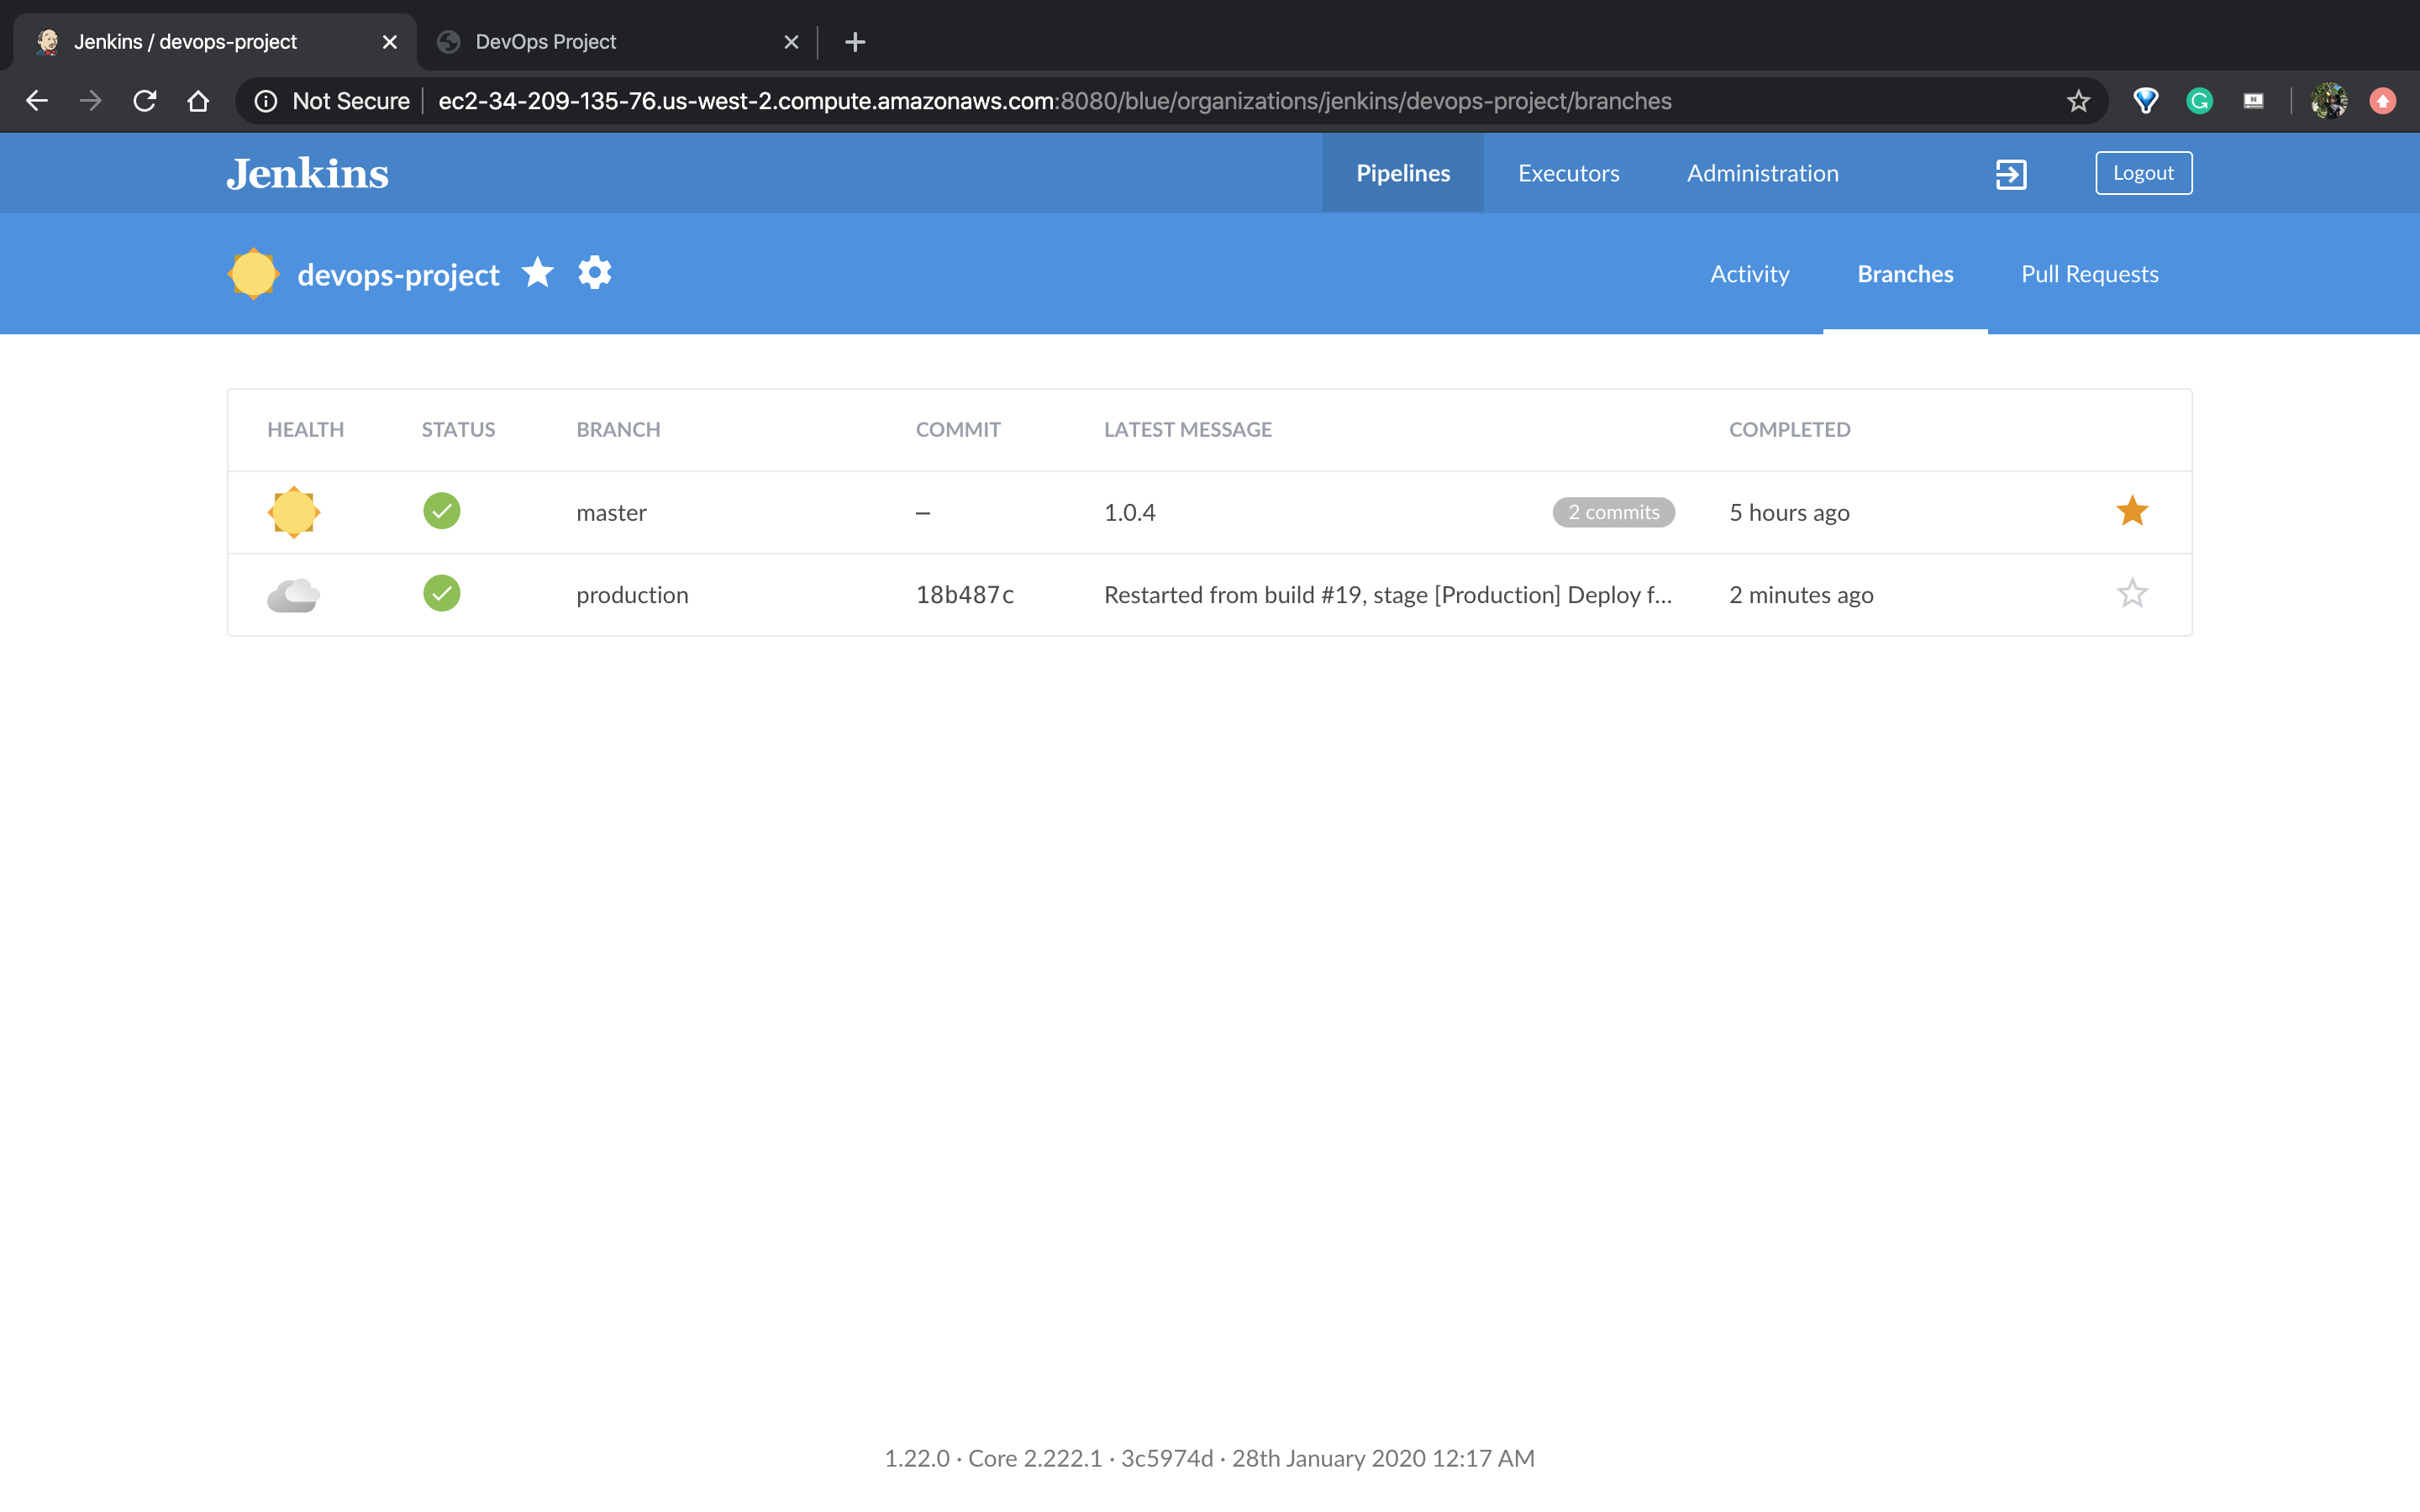 Jenkins / devops-project
DevOps Project
Not Secure ec2-34-209-135-76.us-west-2.compute.amazonaws.com:8080/blue/organizations/jenkins/devops-project/branches
Jenkins Pipelines Executors Administration Logout
devops-project Activity Branches Pull Requests
HEALTH STATUS BRANCH COMMIT LATEST MESSAGE COMPLETED
master — 1.0.4 2 commits 5 hours ago
production 18b487c Restarted from build #19, stage [Production] Deploy f... 2 minutes ago
1.22.0 · Core 2.222.1 · 3c5974d · 28th January 2020 12:17 AM